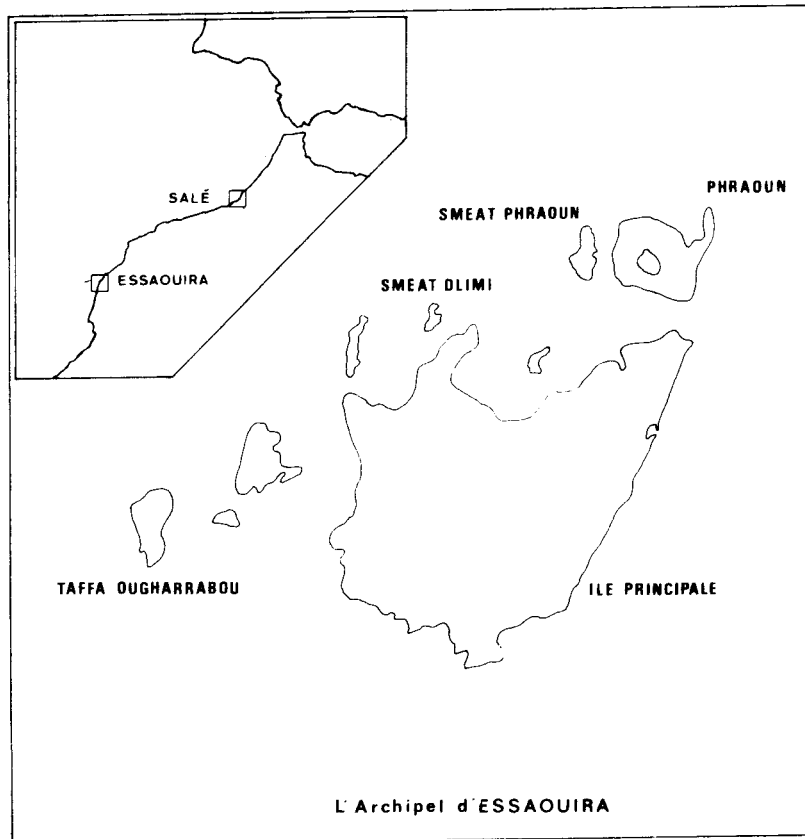 SALÉ
ESSAOUIRA
PHRAOUN
SMEAT PHRAOUN
SMEAT DLIMI
TAFFA OUGHARRABOU
ILE PRINCIPALE
L'Archipel d'ESSAOUIRA